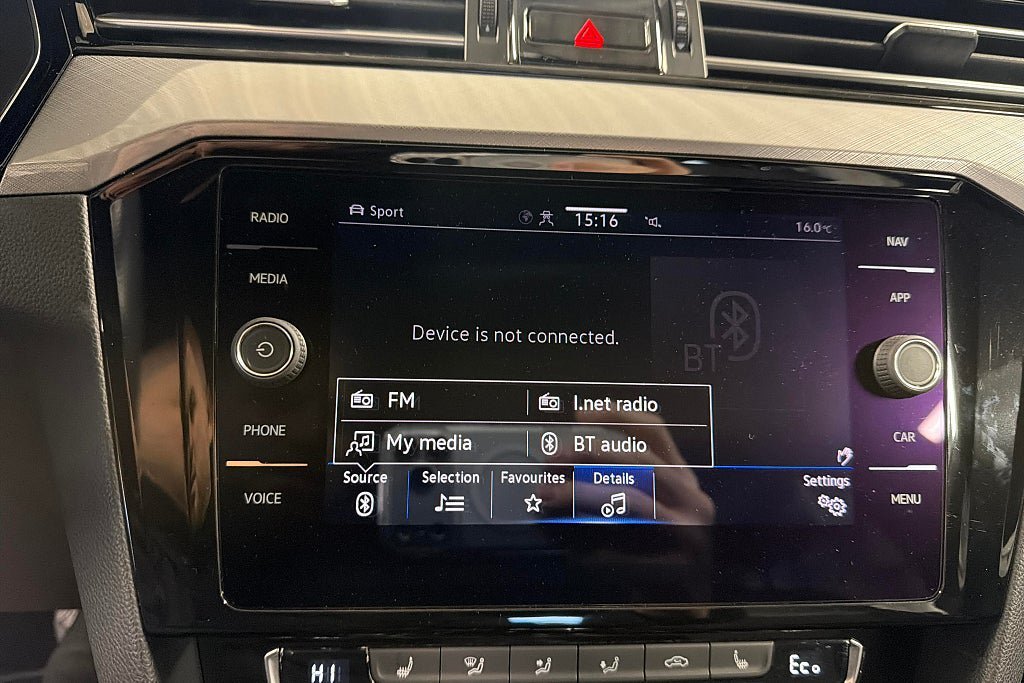 RADIO
MEDIA
PHONE
VOICE
Sport
15:16
16.0°C
Device is not connected.
BT
FM
I.net radio
My media
BT audio
Source
Selection
Favourites
Details
Settings
NAV
APP
CAR
MENU
HI
Eco